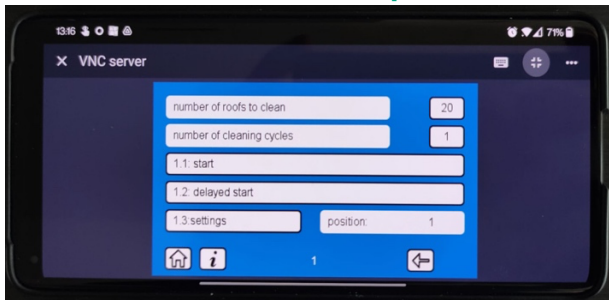 13:16 71%
VNC server
number of roofs to clean 20
number of cleaning cycles 1
1.1: start
1.2: delayed start
1.3:settings position: 1
i 1